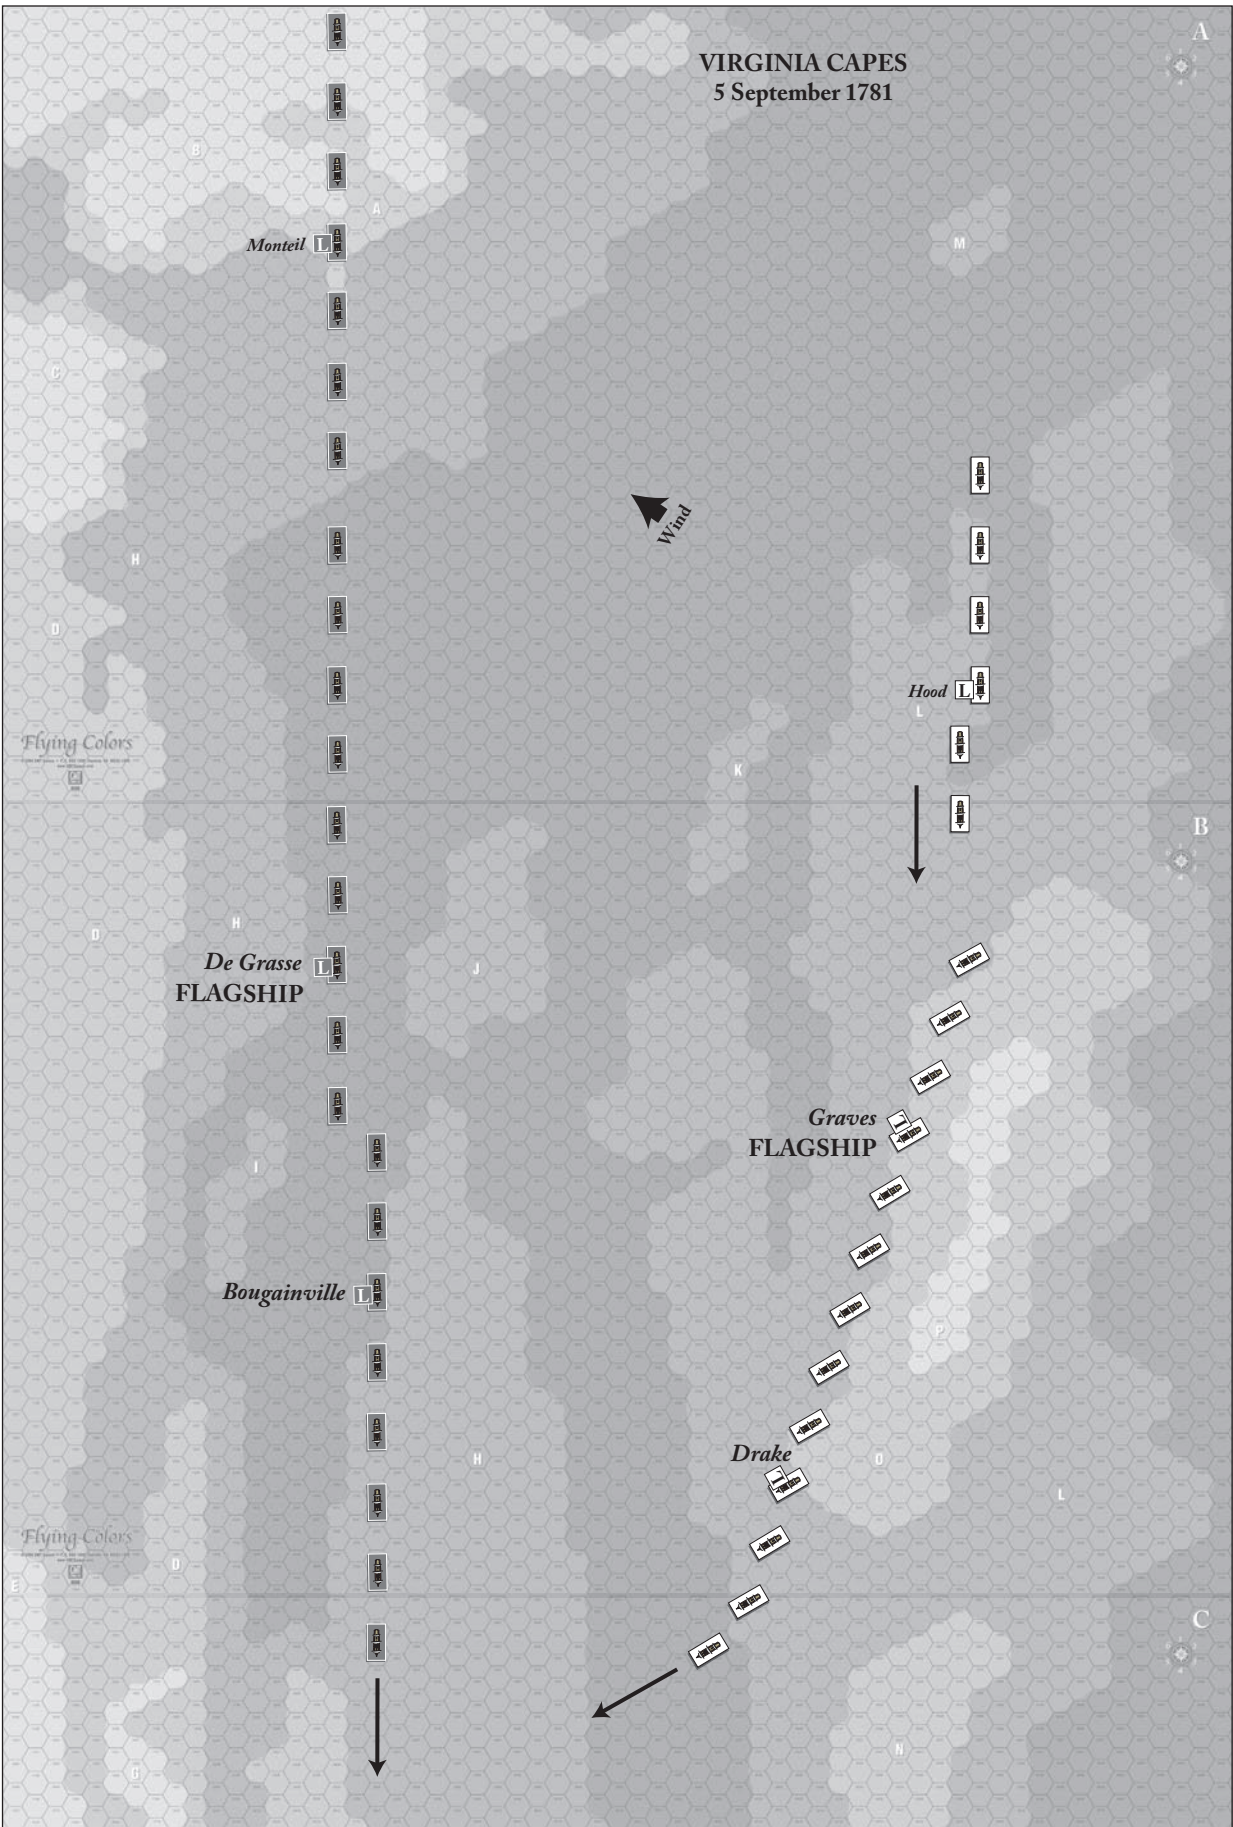 A
VIRGINIA CAPES
5 September 1781
B
A
Monteil L
M
C
Wind
H
D
Hood L
L
Flying Colors
K
B
H
D
De Grasse L
FLAGSHIP
J
Graves L
FLAGSHIP
I
Bougainville L
P
Drake
L
H
O
L
Flying Colors
D
E
C
N
G